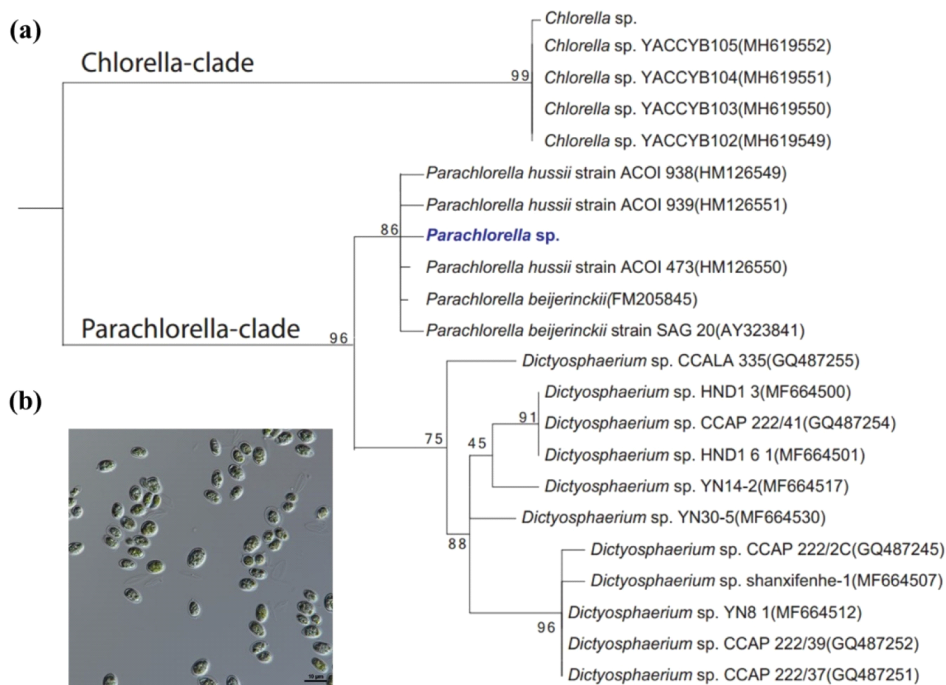 (a)
Chlorella-clade
99
Chlorella sp.
Chlorella sp. YACCYB105(MH619552)
Chlorella sp. YACCYB104(MH619551)
Chlorella sp. YACCYB103(MH619550)
Chlorella sp. YACCYB102(MH619549)
Parachlorella hussii strain ACOI 938(HM126549)
Parachlorella hussii strain ACOI 939(HM126551)
86
Parachlorella sp.
Parachlorella hussii strain ACOI 473(HM126550)
Parachlorella beijerinckii(FM205845)
Parachlorella beijerinckii strain SAG 20(AY323841)
Parachlorella-clade
96
Dictyosphaerium sp. CCALA 335(GQ487255)
Dictyosphaerium sp. HND1 3(MF664500)
91
Dictyosphaerium sp. CCAP 222/41(GQ487254)
75
45
Dictyosphaerium sp. HND1 6 1(MF664501)
Dictyosphaerium sp. YN14-2(MF664517)
Dictyosphaerium sp. YN30-5(MF664530)
88
Dictyosphaerium sp. CCAP 222/2C(GQ487245)
Dictyosphaerium sp. shanxifenhe-1(MF664507)
Dictyosphaerium sp. YN8 1(MF664512)
96
Dictyosphaerium sp. CCAP 222/39(GQ487252)
Dictyosphaerium sp. CCAP 222/37(GQ487251)
(b)
10 µm